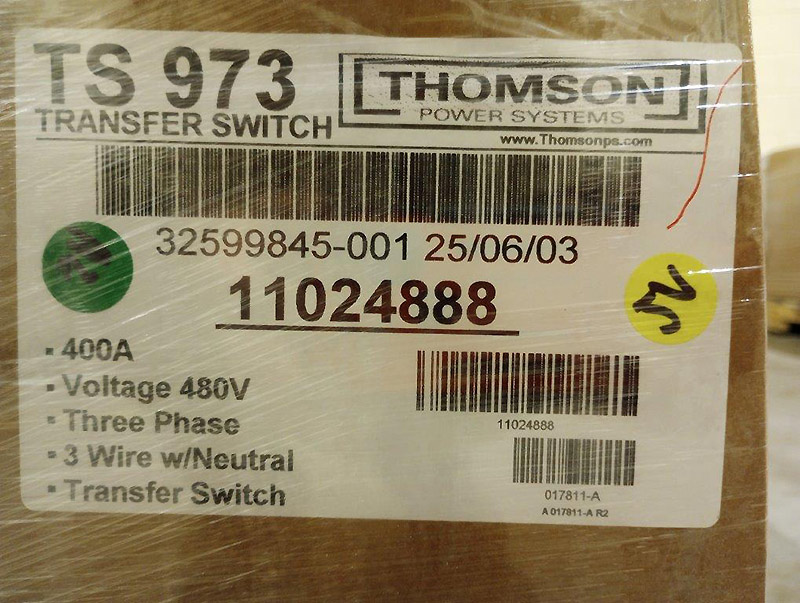 TS 973
TRANSFER SWITCH
THOMSON
POWER SYSTEMS
www.Thomsonps.com
32599845-001 25/06/03
11024888
▪ 400A
▪ Voltage 480V
▪ Three Phase
▪ 3 Wire w/Neutral
▪ Transfer Switch
11024888
017811-A
A 017811-A R2